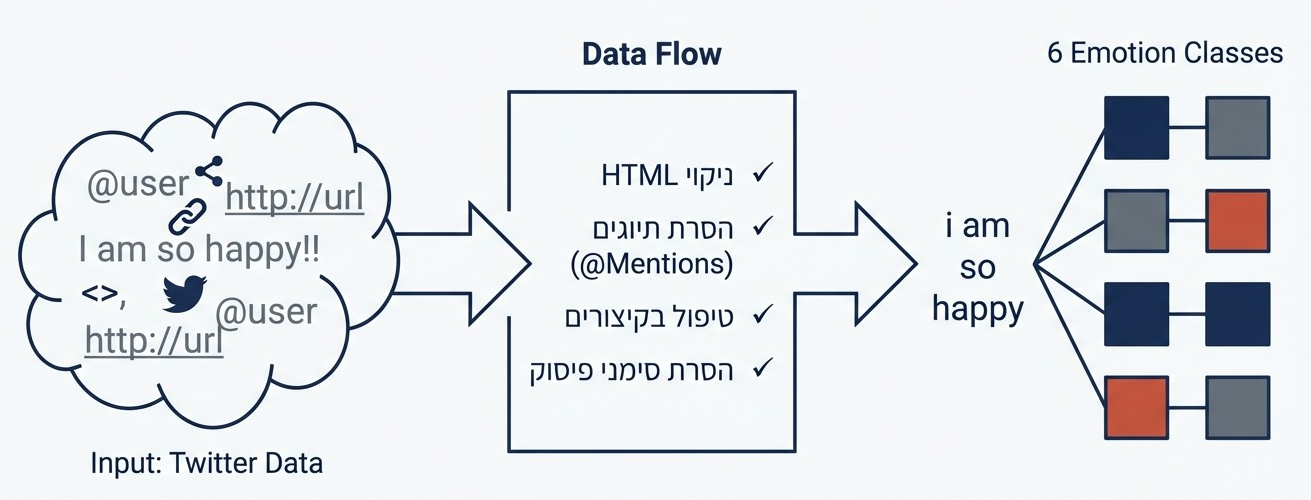 Data Flow
6 Emotion Classes
@user
http://url
I am so happy!!
<>,
@user
http://url
Input: Twitter Data
✓ ניקוי HTML
✓ הסרת תיוגים
(@Mentions)
✓ טיפול בקיצורים
✓ הסרת סימני פיסוק
i am
so
happy